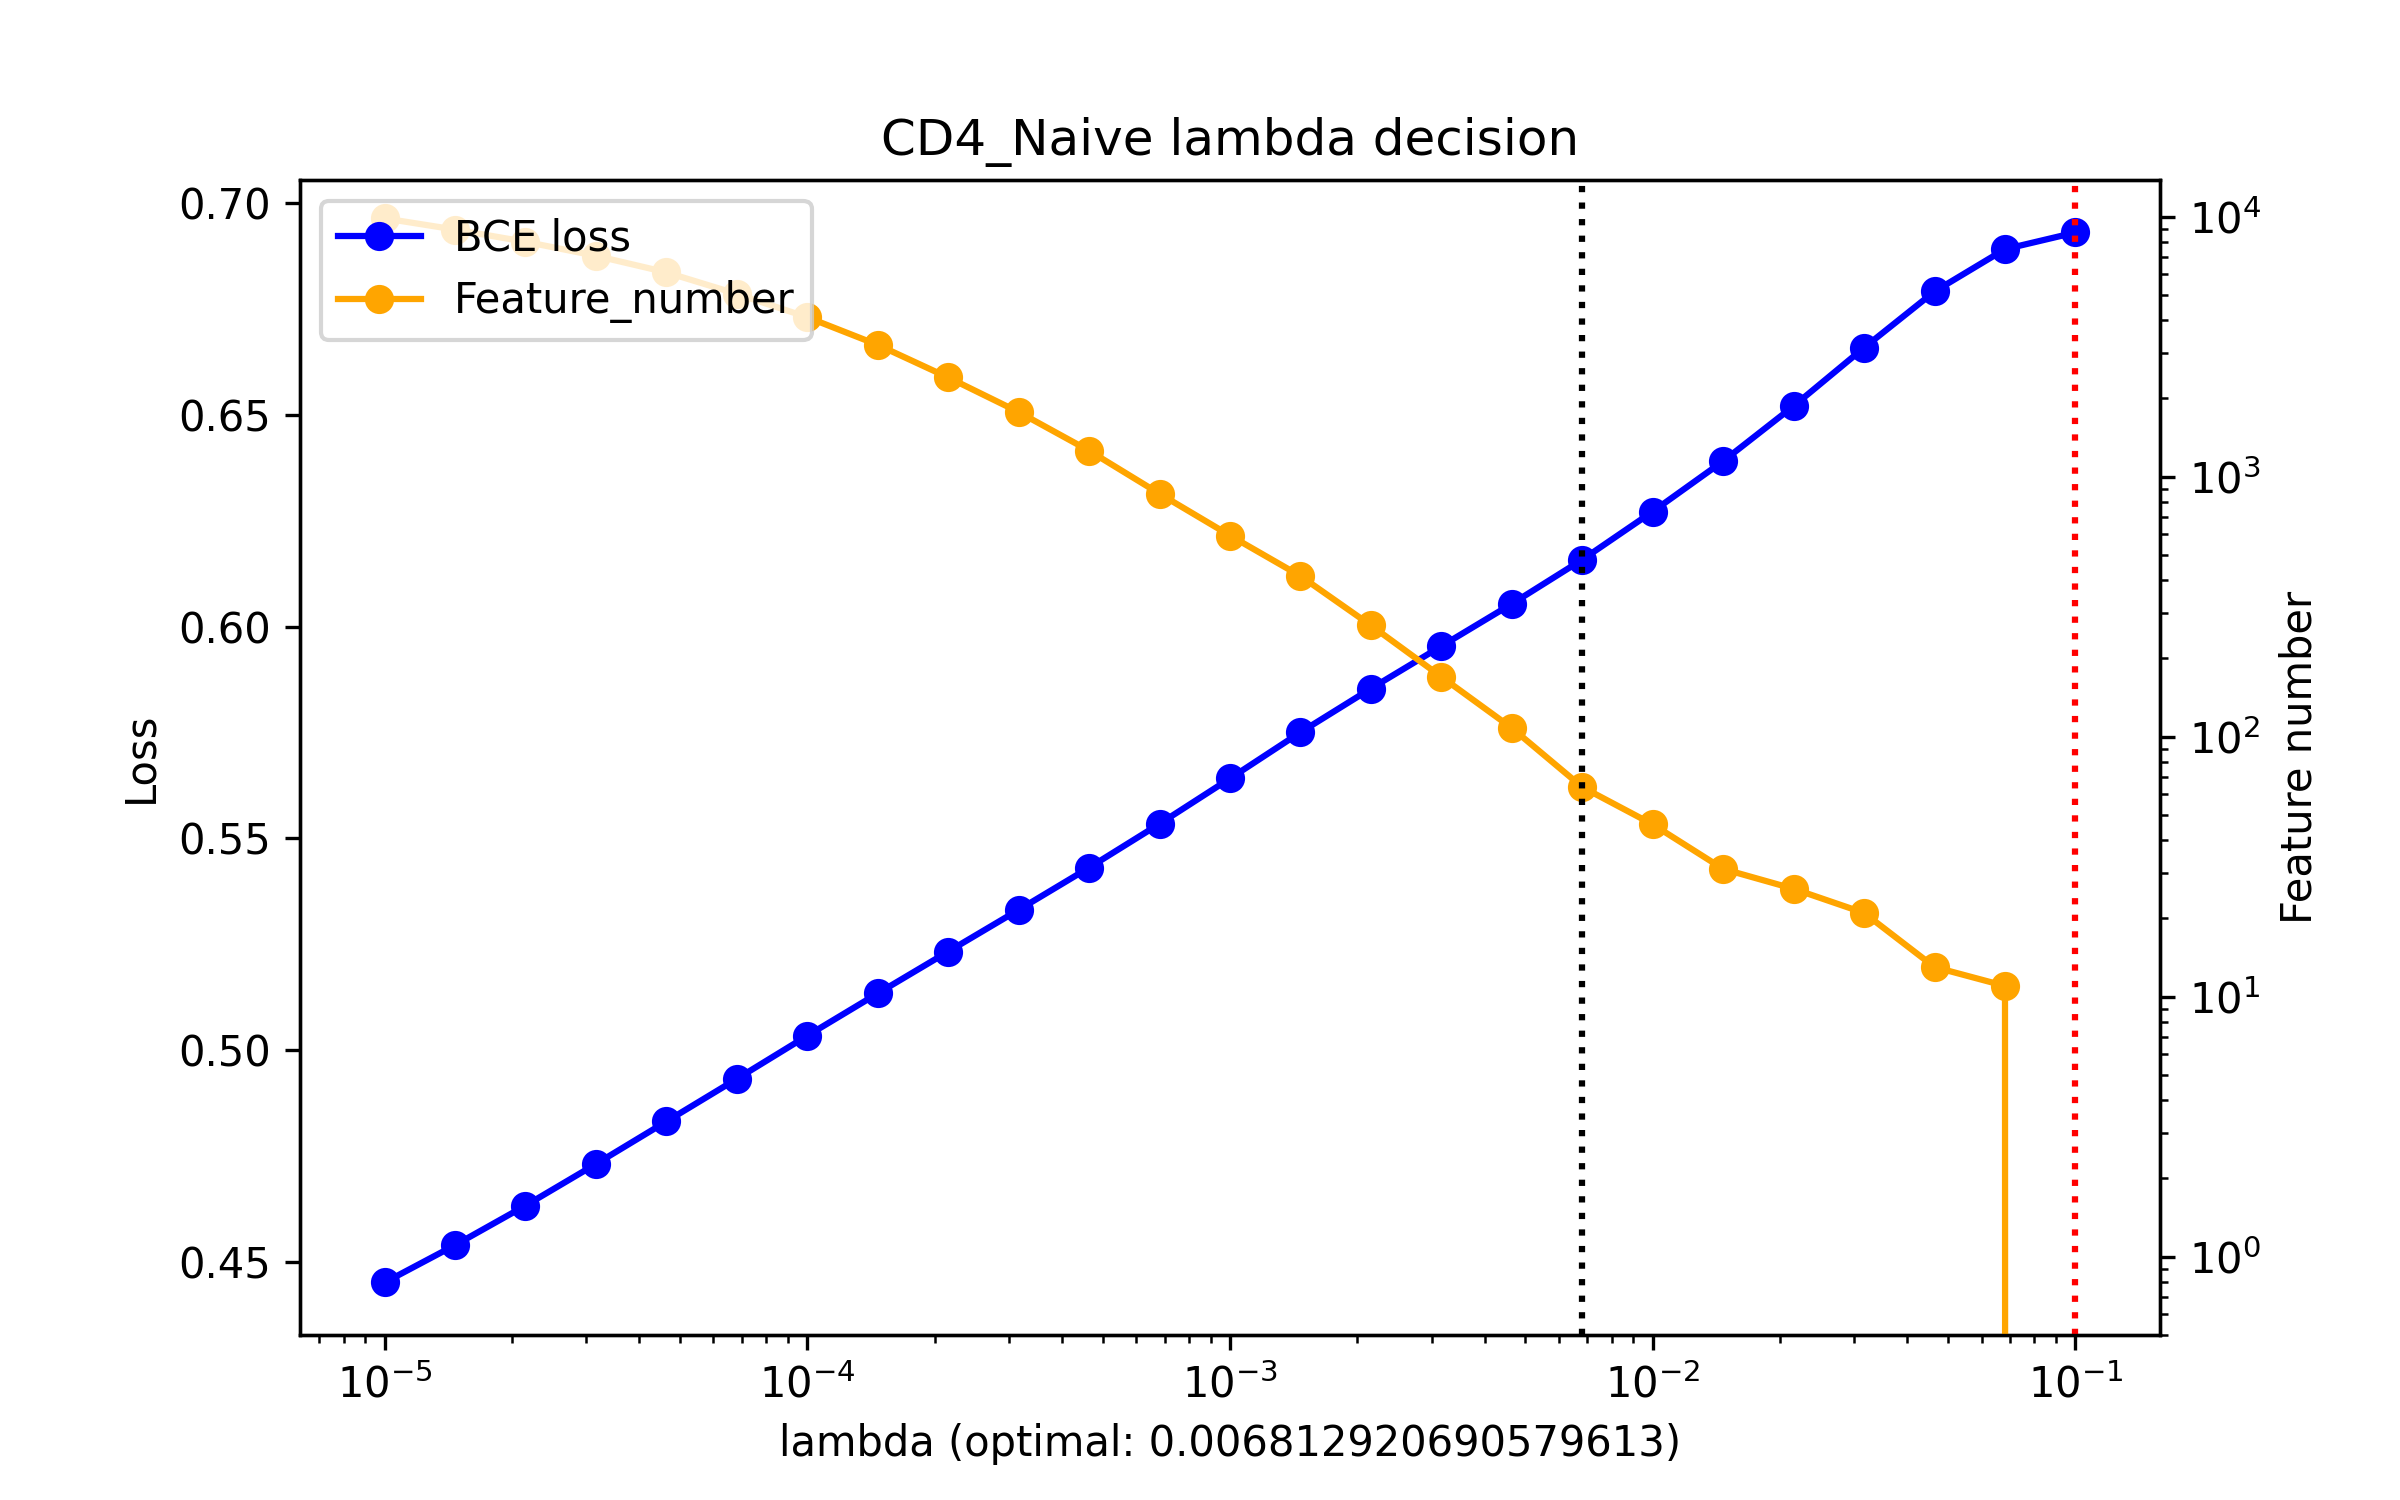 CD4_Naive lambda decision
BCE loss
Feature_number
0.70
0.65
0.60
0.55
0.50
0.45
Loss
10⁴
10³
10²
10¹
10⁰
Feature number
10⁻⁵ 10⁻⁴ 10⁻³ 10⁻² 10⁻¹
lambda (optimal: 0.006812920690579613)